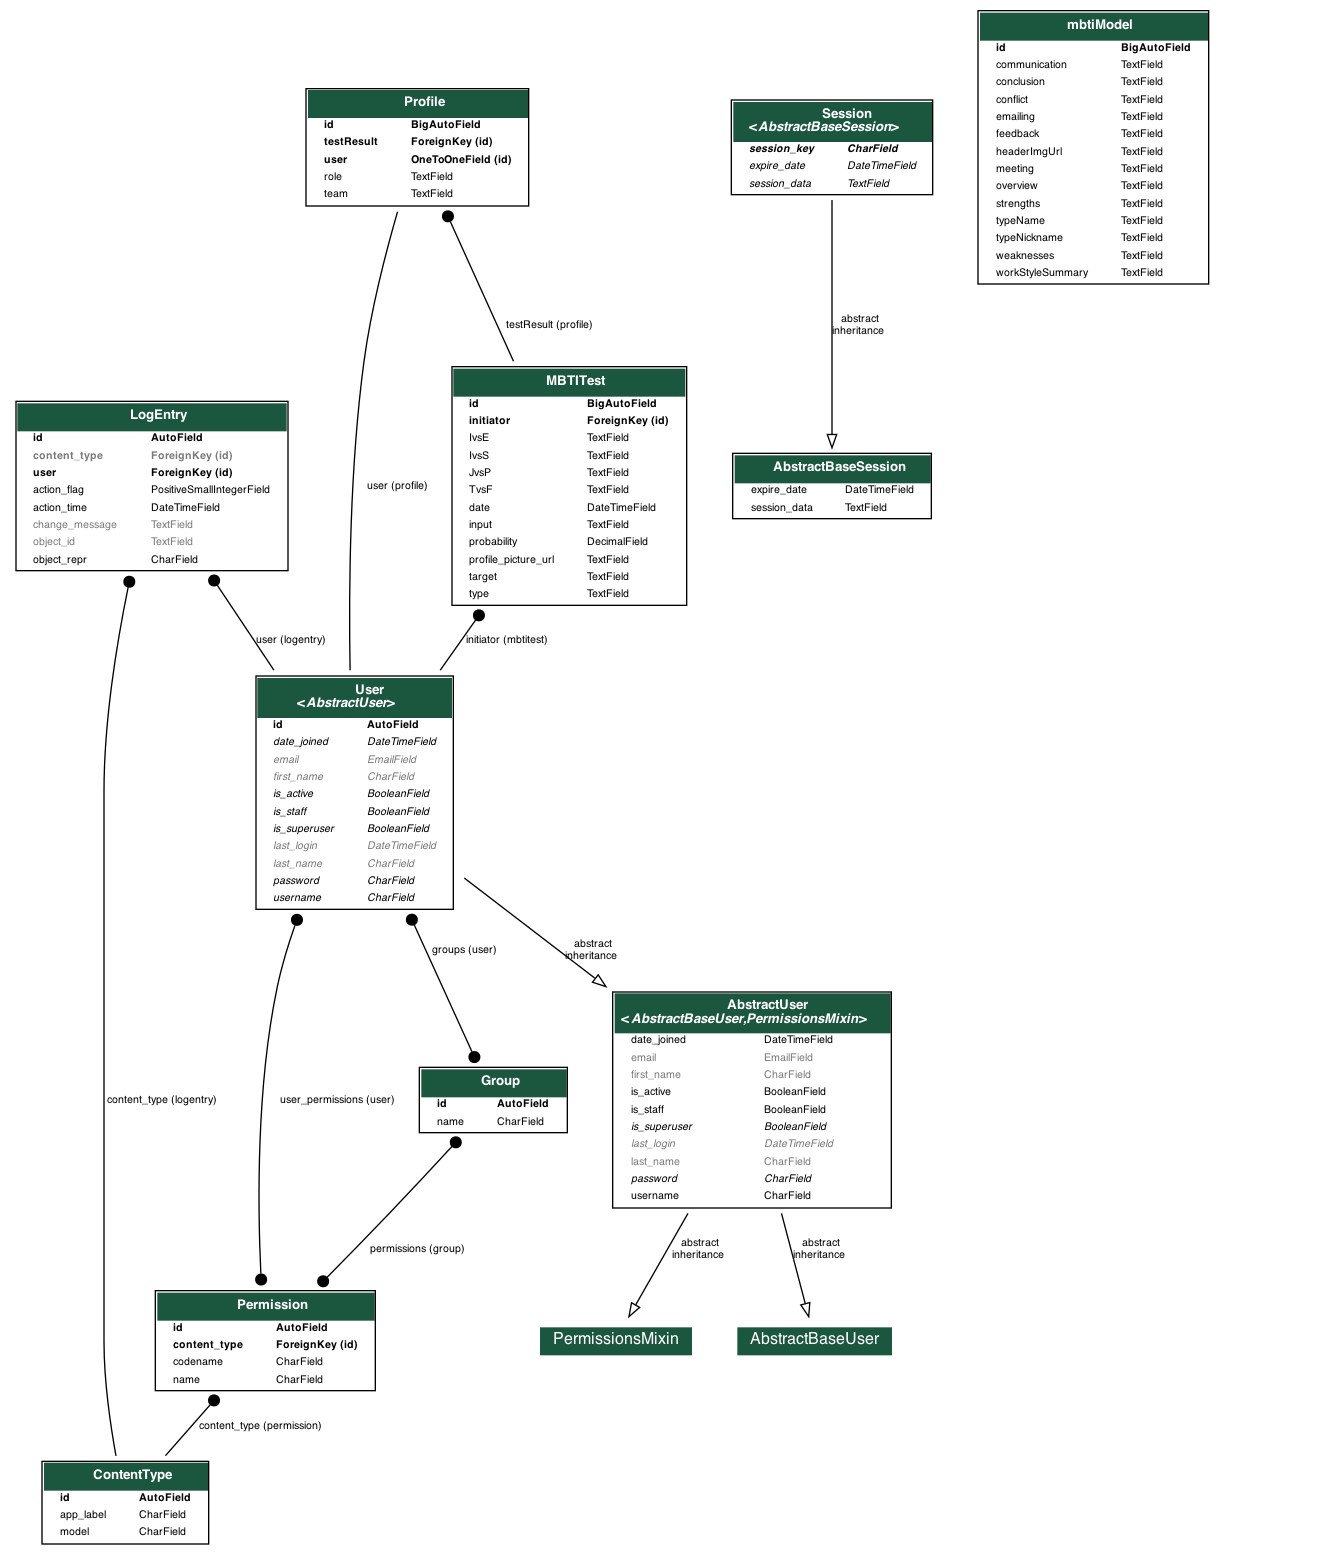 mbtiModel
id BigAutoField
communication TextField
conclusion TextField
conflict TextField
emailing TextField
feedback TextField
headerImgUrl TextField
meeting TextField
overview TextField
strengths TextField
typeName TextField
typeNickname TextField
weaknesses TextField
workStyleSummary TextField
Profile
id BigAutoField
testResult ForeignKey (id)
user OneToOneField (id)
role TextField
team TextField
Session
<AbstractBaseSession>
session_key CharField
expire_date DateTimeField
session_data TextField
testResult (profile)
abstract
inheritance
MBTITest
id BigAutoField
initiator ForeignKey (id)
IvsE TextField
IvsS TextField
JvsP TextField
TvsF TextField
date DateTimeField
input TextField
probability DecimalField
profile_picture_url TextField
target TextField
type TextField
LogEntry
id AutoField
content_type ForeignKey (id)
user ForeignKey (id)
action_flag PositiveSmallIntegerField
action_time DateTimeField
change_message TextField
object_id TextField
object_repr CharField
AbstractBaseSession
expire_date DateTimeField
session_data TextField
user (profile)
user (logentry)
initiator (mbtitest)
User
<AbstractUser>
id AutoField
date_joined DateTimeField
email EmailField
first_name CharField
is_active BooleanField
is_staff BooleanField
is_superuser BooleanField
last_login DateTimeField
last_name CharField
password CharField
username CharField
groups (user)
abstract
inheritance
AbstractUser
<AbstractBaseUser,PermissionsMixin>
date_joined DateTimeField
email EmailField
first_name CharField
is_active BooleanField
is_staff BooleanField
is_superuser BooleanField
last_login DateTimeField
last_name CharField
password CharField
username CharField
Group
id AutoField
name CharField
content_type (logentry)
user_permissions (user)
permissions (group)
abstract
inheritance
abstract
inheritance
Permission
id AutoField
content_type ForeignKey (id)
codename CharField
name CharField
PermissionsMixin
AbstractBaseUser
content_type (permission)
ContentType
id AutoField
app_label CharField
model CharField